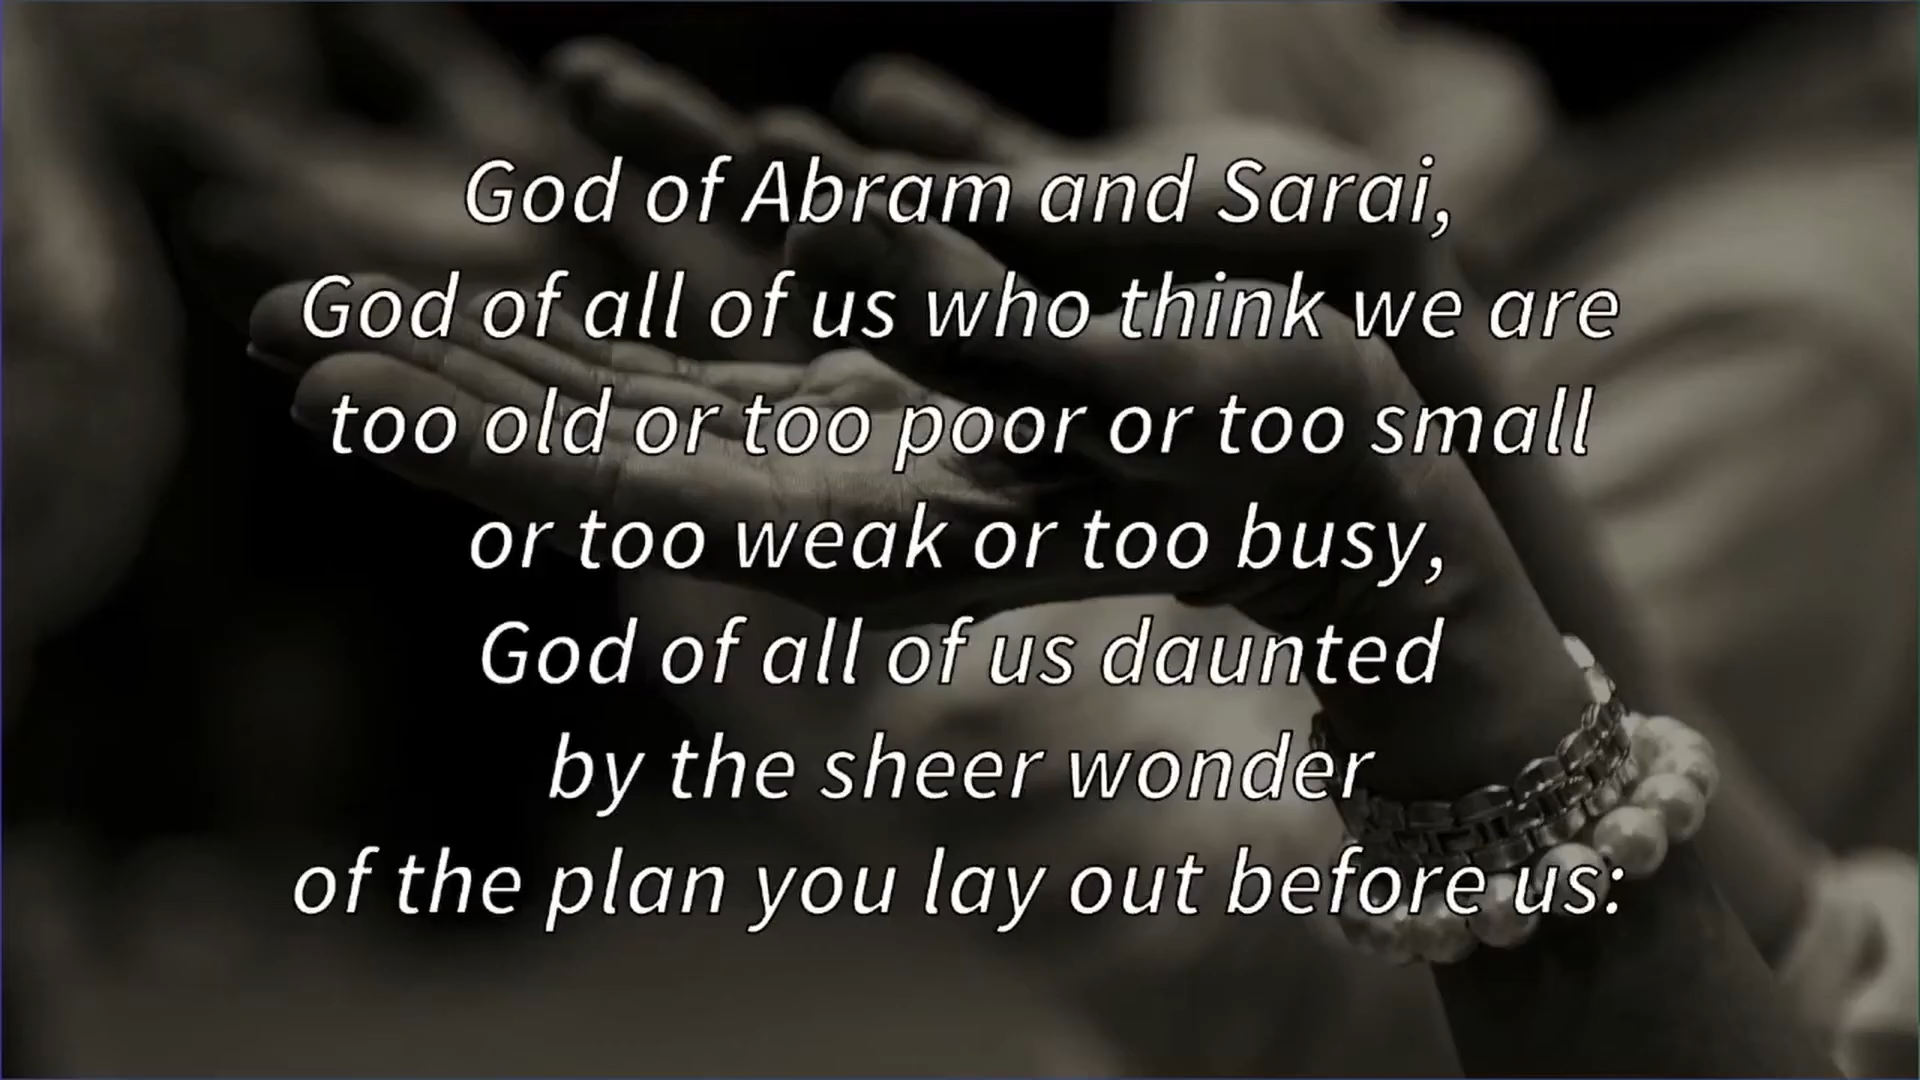 God of Abram and Sarai,
God of all of us who think we are
too old or too poor or too small
or too weak or too busy,
God of all of us daunted
by the sheer wonder
of the plan you lay out before us: